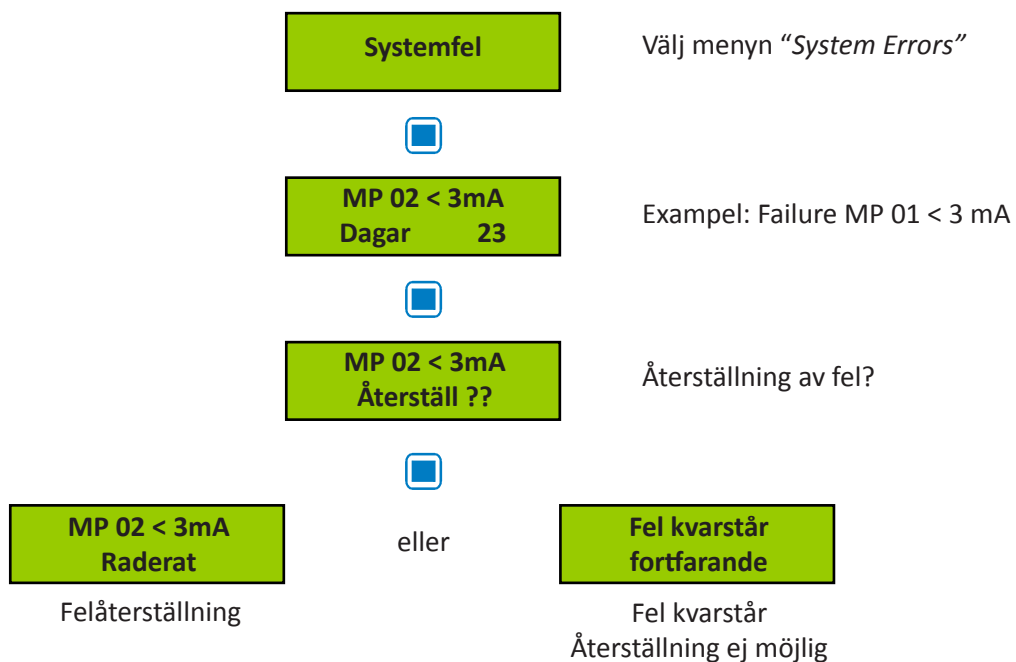 Systemfel
Välj menyn “System Errors”
MP 02 < 3mA
Dagar 23
Exampel: Failure MP 01 < 3 mA
MP 02 < 3mA
Återställ ??
Återställning av fel?
MP 02 < 3mA
Raderat
eller
Fel kvarstår
fortfarande
Felåterställning
Fel kvarstår
Återställning ej möjlig